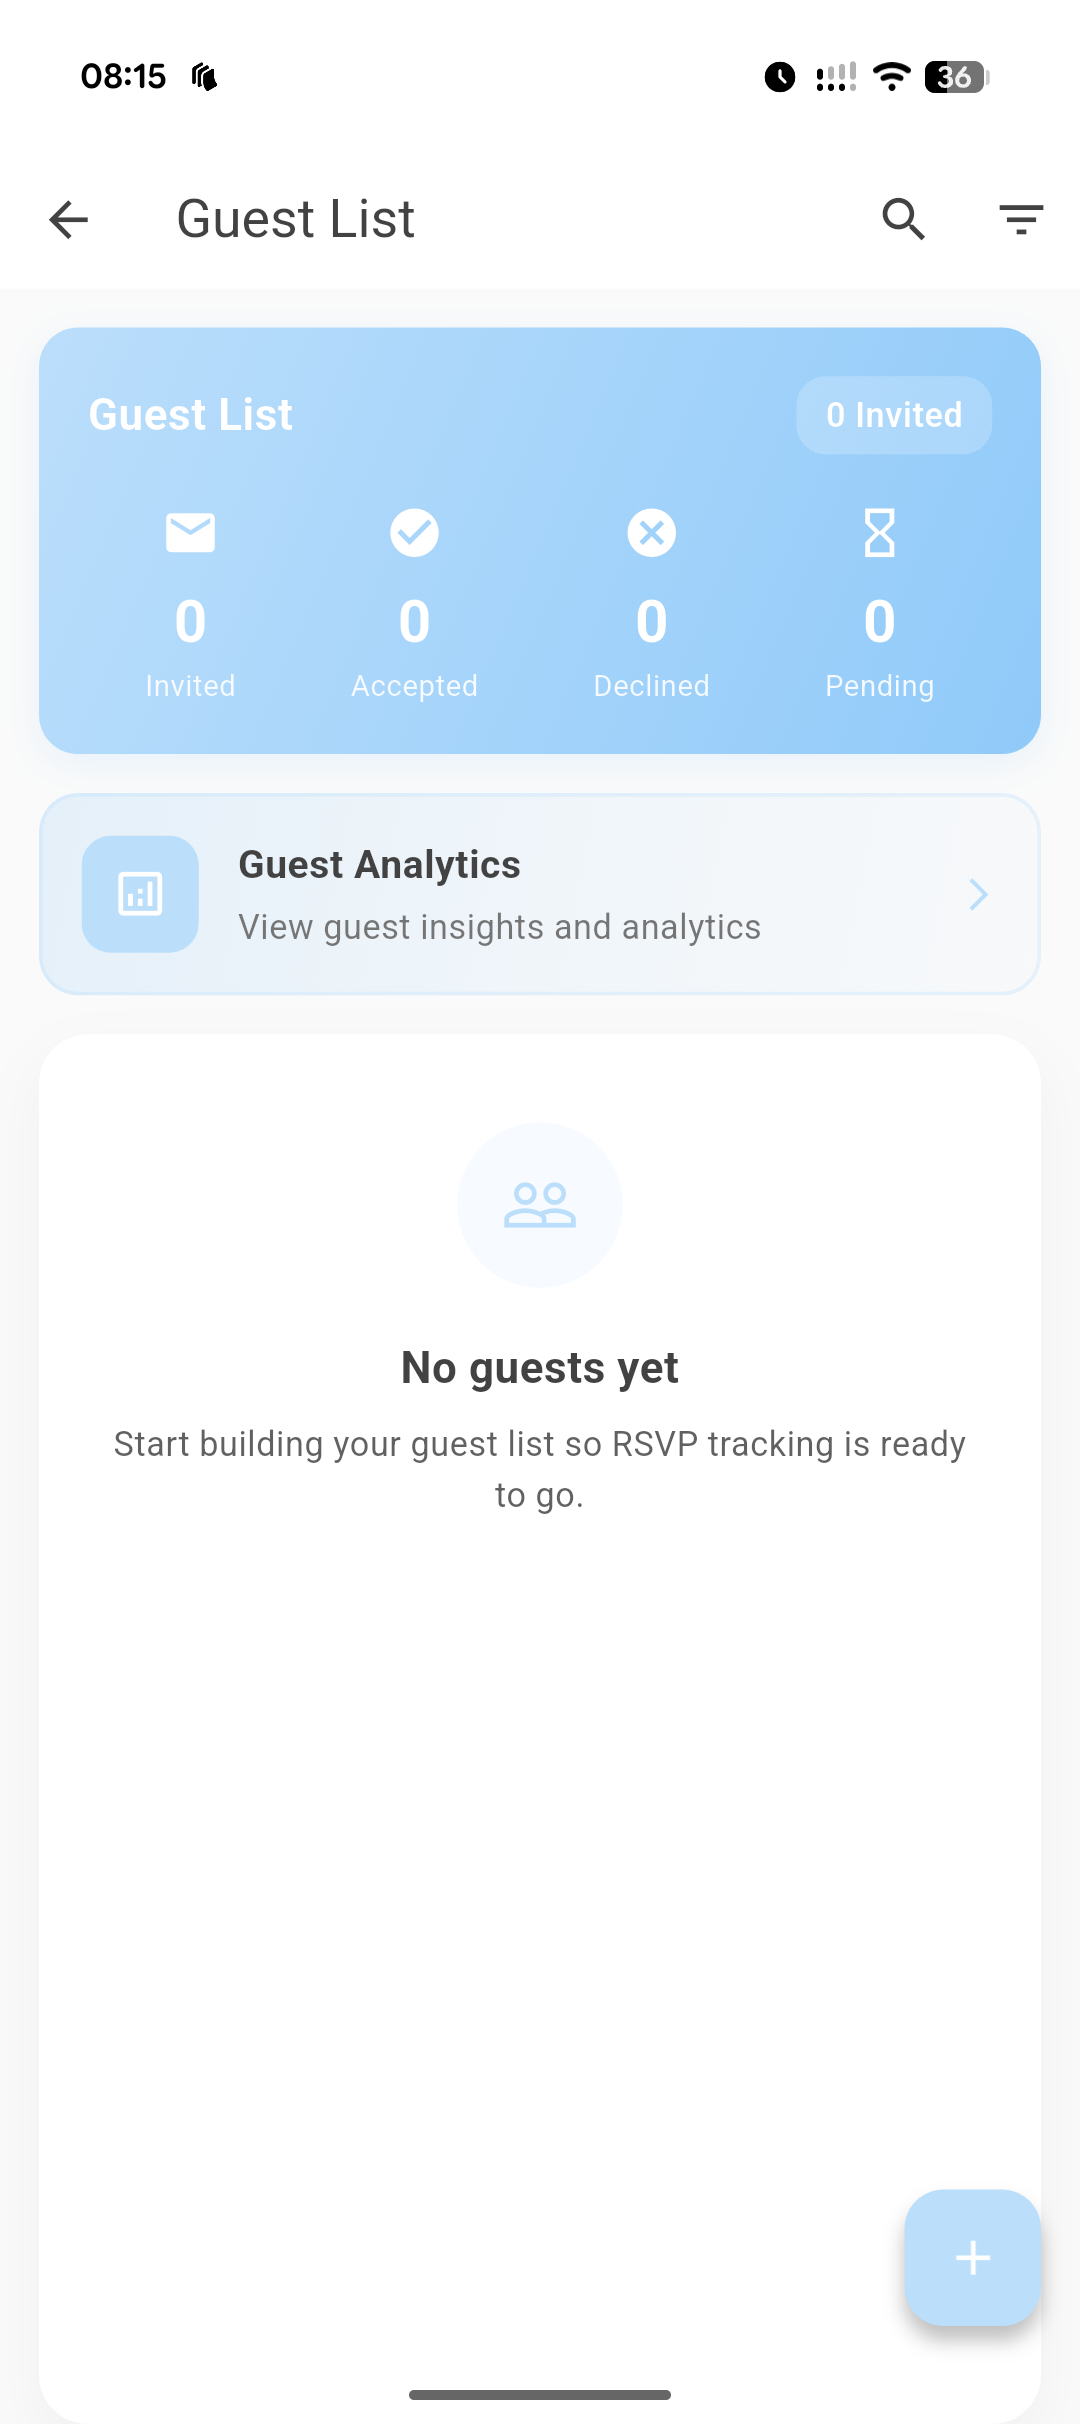 08:15
36
Guest List
Guest List
0 Invited
0
0
0
0
Invited
Accepted
Declined
Pending
Guest Analytics
View guest insights and analytics
No guests yet
Start building your guest list so RSVP tracking is ready
to go.